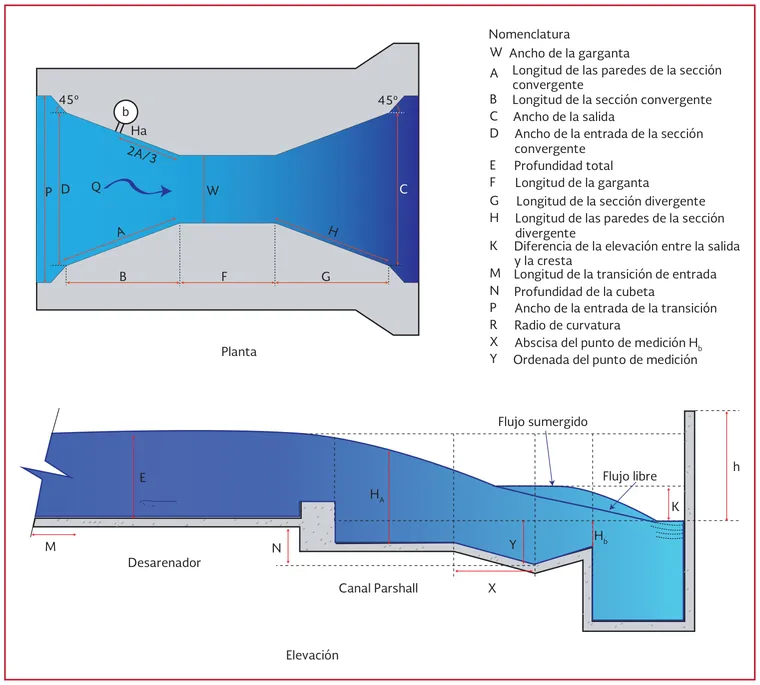 Nomenclatura
W Ancho de la garganta
A Longitud de las paredes de la sección
convergente
B Longitud de la sección convergente
C Ancho de la salida
D Ancho de la entrada de la sección
convergente
E Profundidad total
F Longitud de la garganta
G Longitud de la sección divergente
H Longitud de las paredes de la sección
divergente
K Diferencia de la elevación entre la salida
y la cresta
M Longitud de la transición de entrada
N Profundidad de la cubeta
P Ancho de la entrada de la transición
R Radio de curvatura
X Abscisa del punto de medición Hb
Y Ordenada del punto de medición
45º
45º
b
Ha
2A/3
P
D
Q
W
C
A
H
B
F
G
Planta
Flujo sumergido
Flujo libre
h
E
HA
K
Hb
Y
M
N
Desarenador
Canal Parshall
X
Elevación